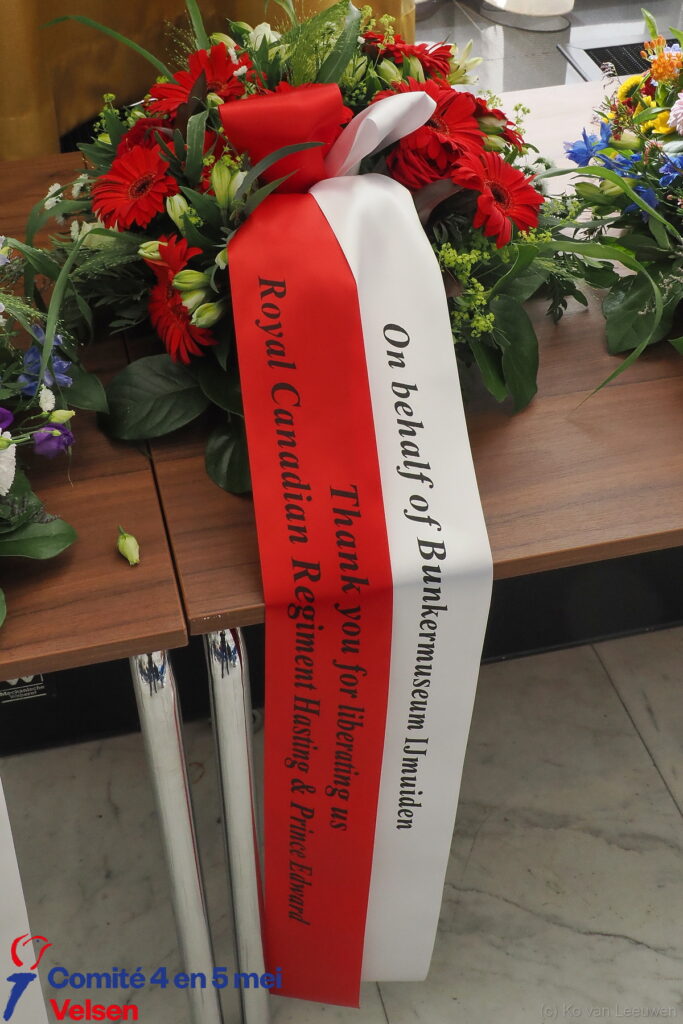 On behalf of Bunkermuseum IJmuiden
Thank you for liberating us
Royal Canadian Regiment Hasting & Prince Edward
Comité 4 en 5 mei
Velsen
(c) Ko van Leeuwen